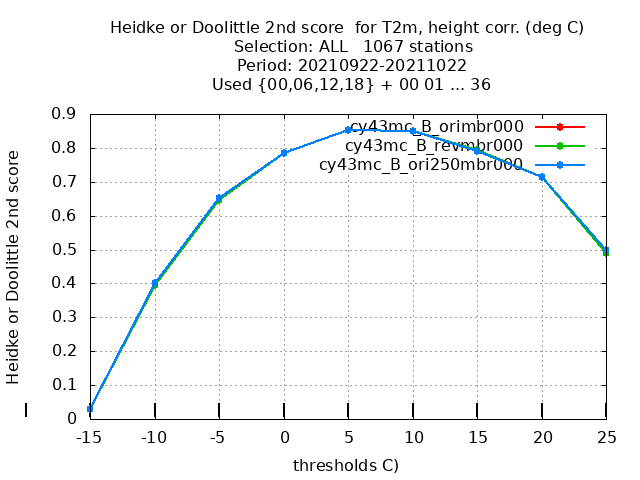 Heidke or Doolittle 2nd score  for T2m, height corr. (deg C)
Selection: ALL   1067 stations
Period: 20210922-20211022
Used {00,06,12,18} + 00 01 ... 36
cy43mc_B_orimbr000
cy43mc_B_revmbr000
cy43mc_B_ori250mbr000
Heidke or Doolittle 2nd score
0.9
0.8
0.7
0.6
0.5
0.4
0.3
0.2
0.1
0
-15 -10 -5 0 5 10 15 20 25
thresholds C)